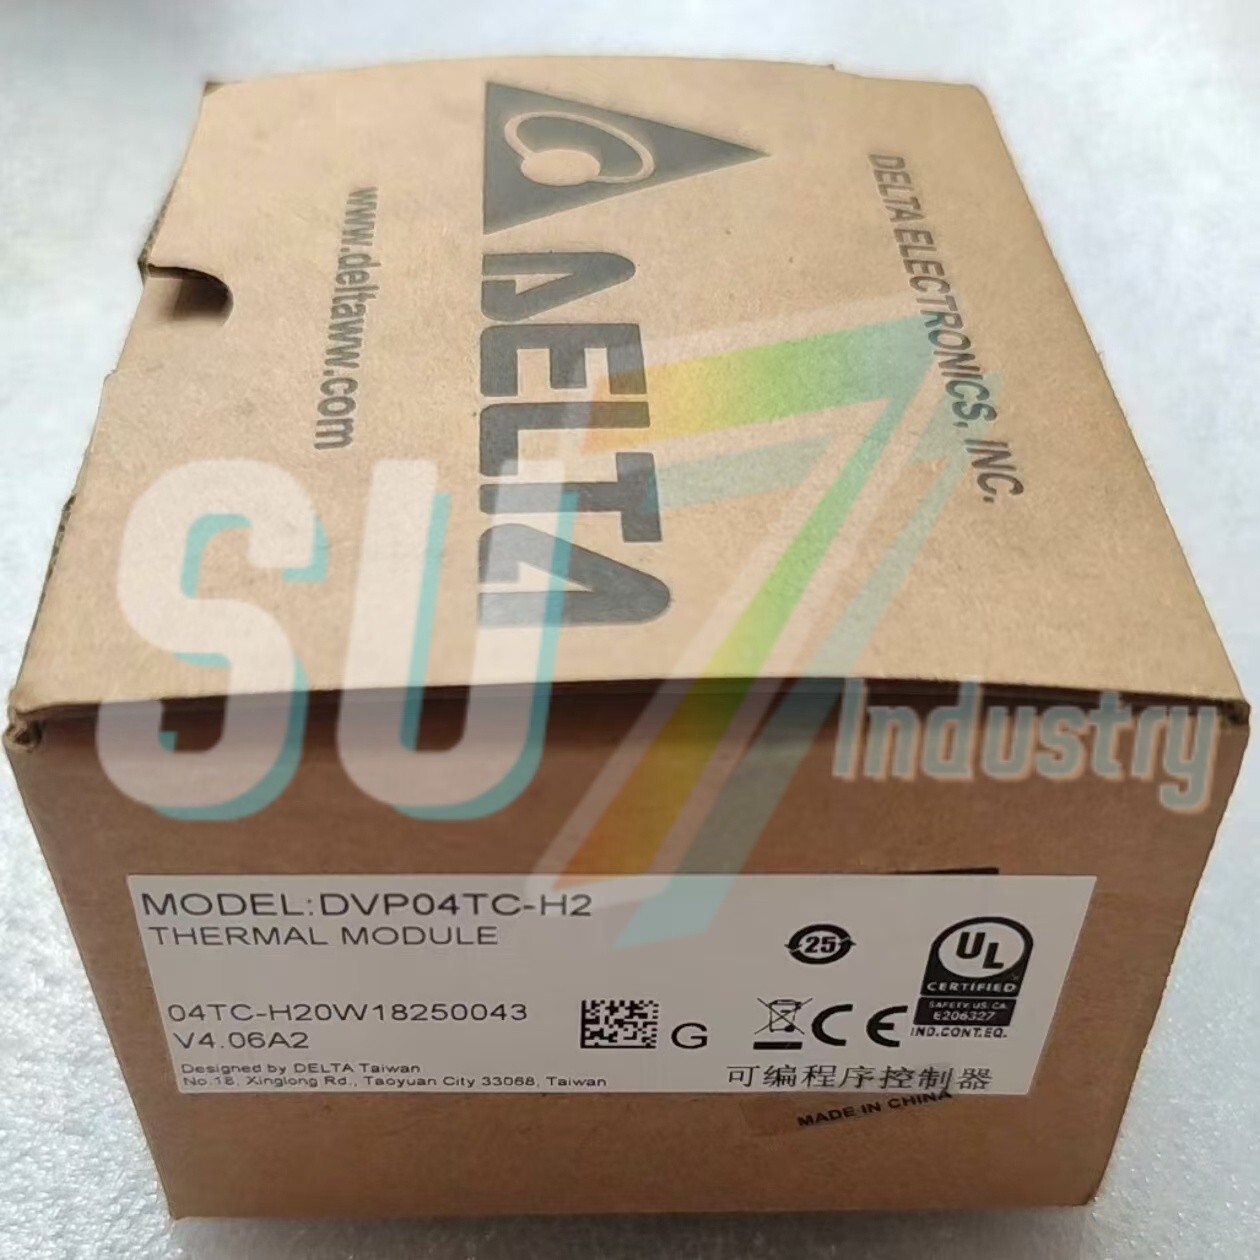 DELTA ELECTRONICS, INC.
DELTA
www.deltaww.com
SU7
Industry
MODEL:DVP04TC-H2
THERMAL MODULE
04TC-H20W18250043
V4.06A2
Designed by DELTA Taiwan
No.18, Xinglong Rd., Taoyuan City 33068, Taiwan
G
25
UL
CERTIFIED
SAFETY: US/CA
E206327
IND.CONT.EQ.
CE
可编程序控制器
MADE IN CHINA